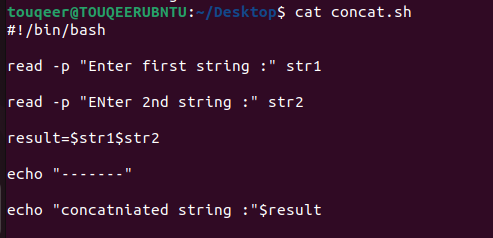 touqeer@TOUQEERUBNTU:~/Desktop$ cat concat.sh
#!/bin/bash
read -p "Enter first string :" str1
read -p "ENter 2nd string :" str2
result=$str1$str2
echo "-------"
echo "concatniated string :"$result